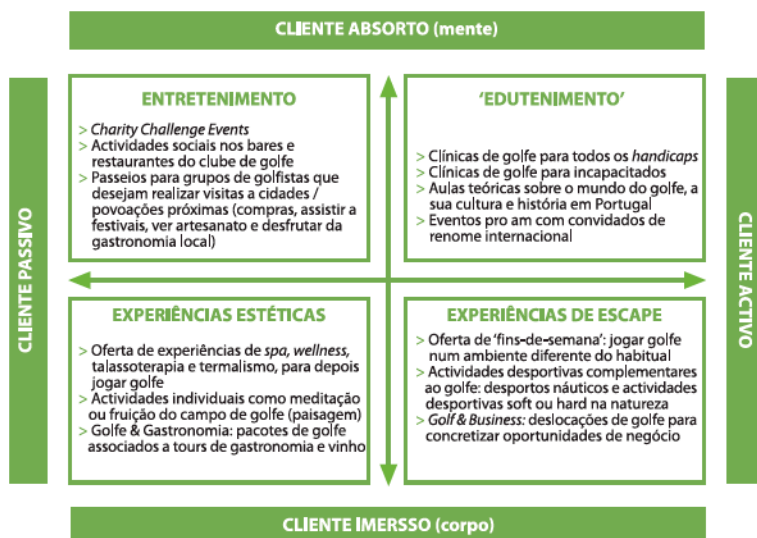 CLIENTE ABSORTO (mente)
CLIENTE PASSIVO
ENTRETENIMENTO
> Charity Challenge Events
> Actividades sociais nos bares e
restaurantes do clube de golfe
> Passeios para grupos de golfistas que
desejam realizar visitas a cidades /
povoações próximas (compras, assistir a
festivais, ver artesanato e desfrutar da
gastronomia local)
'EDUTENIMENTO'
> Clínicas de golfe para todos os handicaps
> Clínicas de golfe para incapacitados
> Aulas teóricas sobre o mundo do golfe, a
sua cultura e história em Portugal
> Eventos pro am com convidados de
renome internacional
CLIENTE ACTIVO
EXPERIÊNCIAS ESTÉTICAS
> Oferta de experiências de spa, wellness,
talassoterapia e termalismo, para depois
jogar golfe
> Actividades individuais como meditação
ou fruição do campo de golfe (paisagem)
> Golfe & Gastronomia: pacotes de golfe
associados a tours de gastronomia e vinho
EXPERIÊNCIAS DE ESCAPE
> Oferta de 'fins-de-semana': jogar golfe
num ambiente diferente do habitual
> Actividades desportivas complementares
ao golfe: desportos náuticos e actividades
desportivas soft ou hard na natureza
> Golf & Business: deslocações de golfe para
concretizar oportunidades de negócio
CLIENTE IMERSSO (corpo)